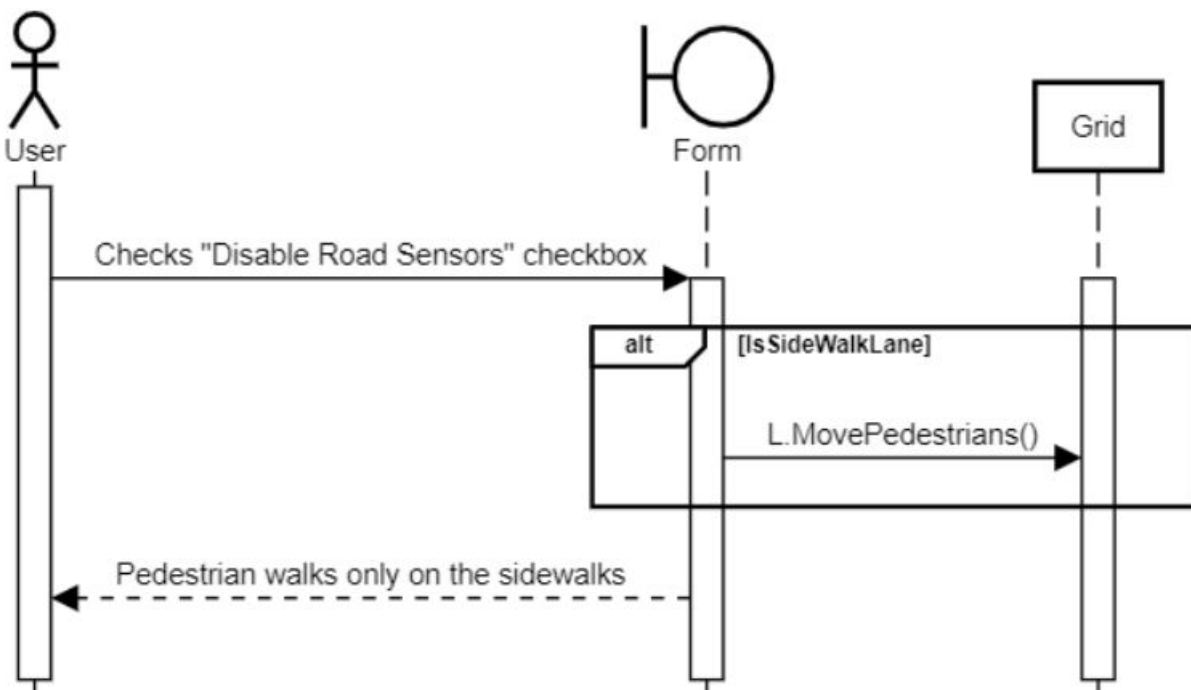 User
Form
Grid
Checks "Disable Road Sensors" checkbox
alt
[IsSideWalkLane]
L.MovePedestrians()
Pedestrian walks only on the sidewalks